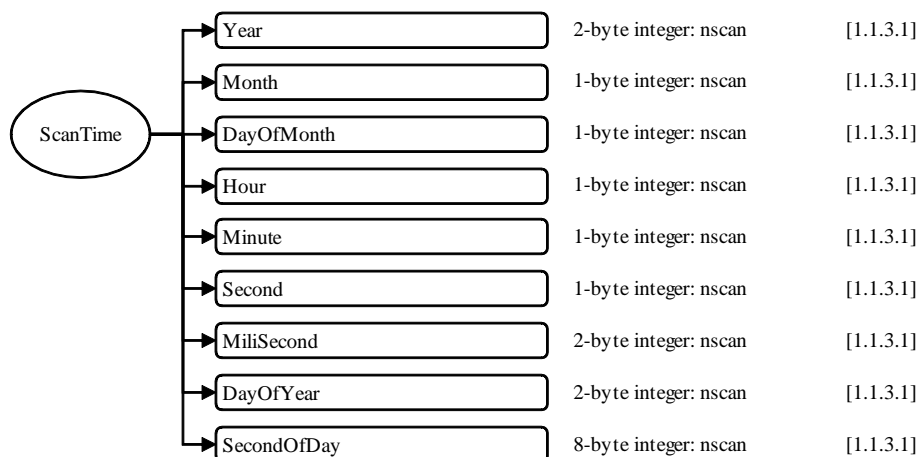 Year 2-byte integer: nscan [1.1.3.1]
Month 1-byte integer: nscan [1.1.3.1]
ScanTime DayOfMonth 1-byte integer: nscan [1.1.3.1]
Hour 1-byte integer: nscan [1.1.3.1]
Minute 1-byte integer: nscan [1.1.3.1]
Second 1-byte integer: nscan [1.1.3.1]
MiliSecond 2-byte integer: nscan [1.1.3.1]
DayOfYear 2-byte integer: nscan [1.1.3.1]
SecondOfDay 8-byte integer: nscan [1.1.3.1]